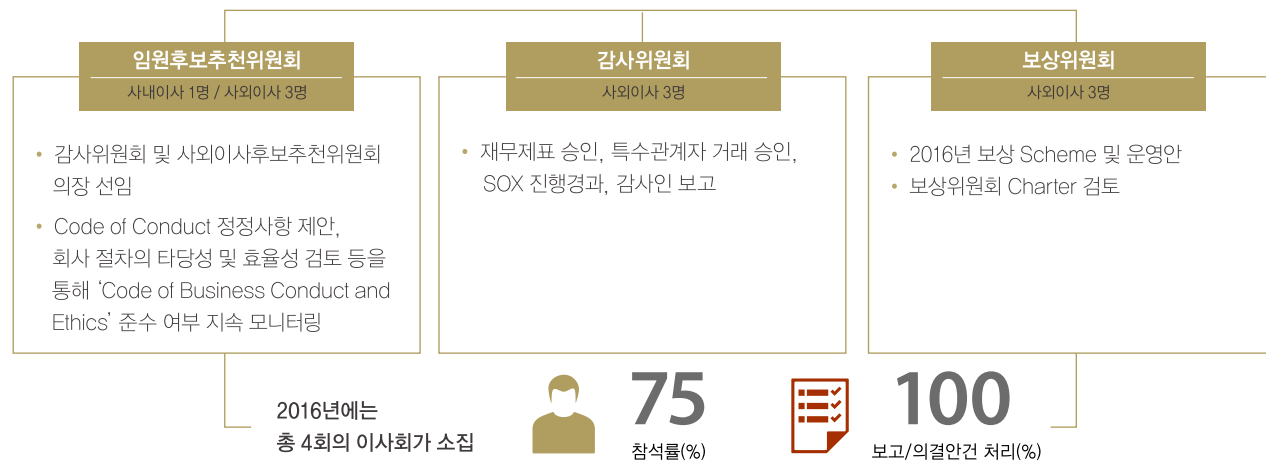 임원후보추천위원회
사내이사 1명 / 사외이사 3명
• 감사위원회 및 사외이사후보추천위원회
의장 선임
• Code of Conduct 정정사항 제안,
회사 절차의 타당성 및 효율성 검토 등을
통해 ‘Code of Business Conduct and
Ethics’ 준수 여부 지속 모니터링
감사위원회
사외이사 3명
• 재무제표 승인, 특수관계자 거래 승인,
SOX 진행경과, 감사인 보고
보상위원회
사외이사 3명
• 2016년 보상 Scheme 및 운영안
• 보상위원회 Charter 검토
2016년에는
총 4회의 이사회가 소집
75
참석률(%)
100
보고/의결안건 처리(%)